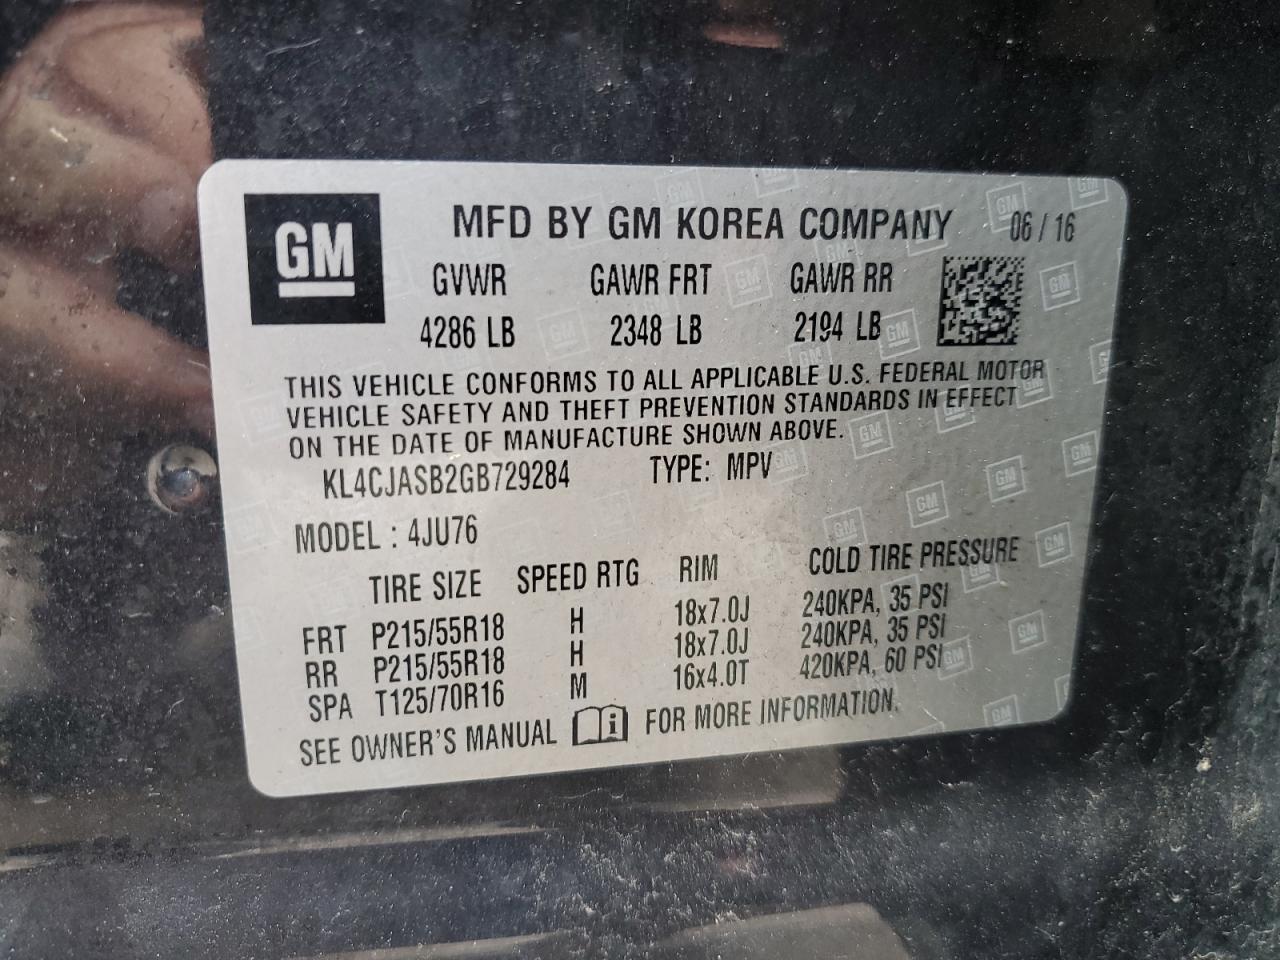 GM
MFD BY GM KOREA COMPANY 06 / 16
GVWR GAWR FRT GAWR RR
4286 LB 2348 LB 2194 LB
THIS VEHICLE CONFORMS TO ALL APPLICABLE U.S. FEDERAL MOTOR
VEHICLE SAFETY AND THEFT PREVENTION STANDARDS IN EFFECT
ON THE DATE OF MANUFACTURE SHOWN ABOVE.
KL4CJASB2GB729284 TYPE: MPV
MODEL : 4JU76
TIRE SIZE SPEED RTG RIM COLD TIRE PRESSURE
FRT P215/55R18 H 18x7.0J 240KPA, 35 PSI
RR P215/55R18 H 18x7.0J 240KPA, 35 PSI
SPA T125/70R16 M 16x4.0T 420KPA, 60 PSI
SEE OWNER'S MANUAL i FOR MORE INFORMATION.